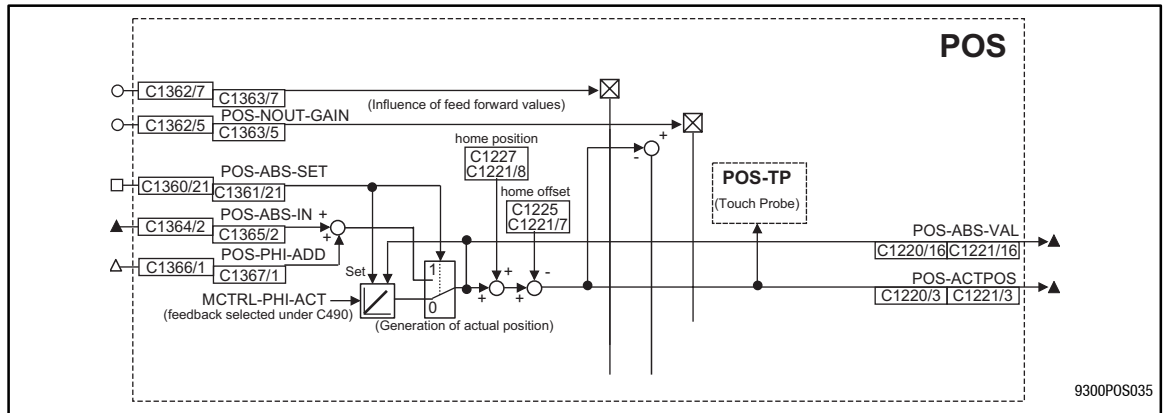 POS
C1362/7
C1363/7
(Influence of feed forward values)
POS-NOUT-GAIN
C1362/5
C1363/5
home position
C1227
C1221/8
POS-TP
(Touch Probe)
POS-ABS-SET
C1360/21
C1361/21
home offset
C1225
C1221/7
POS-ABS-IN
C1364/2
C1365/2
POS-ABS-VAL
C1220/16
C1221/16
POS-PHI-ADD
C1366/1
C1367/1
Set
1
0
POS-ACTPOS
C1220/3
C1221/3
MCTRL-PHI-ACT
(feedback selected under C490)
(Generation of actual position)
+
+
+
+
+
-
+
-
9300POS035